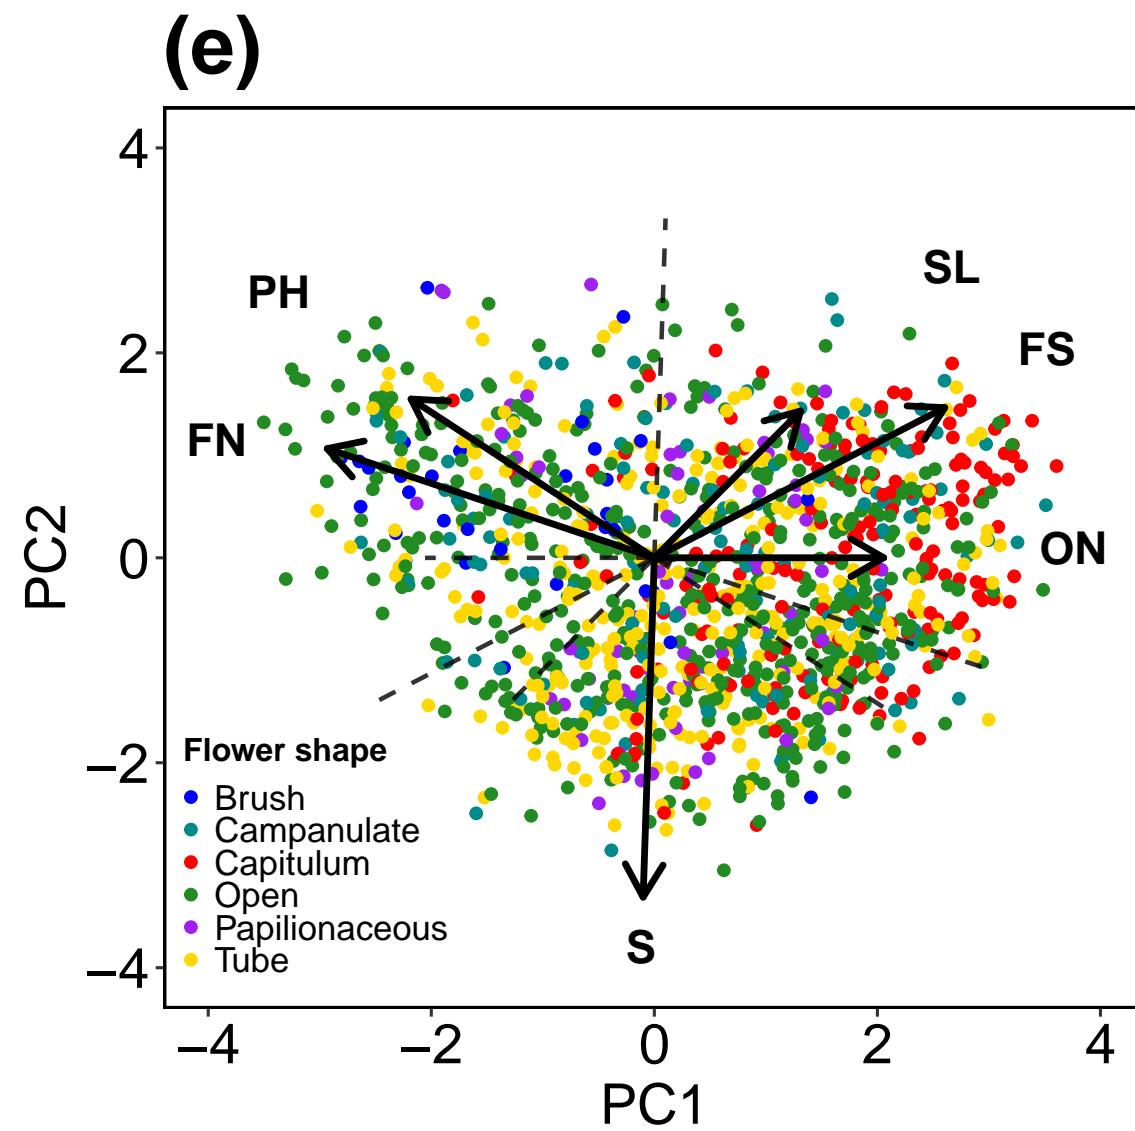 (e)
4
2
0
−2
−4
PC2
PH
SL
FS
FN
ON
S
Flower shape
Brush
Campanulate
Capitulum
Open
Papilionaceous
Tube
−4 −2 0 2 4
PC1